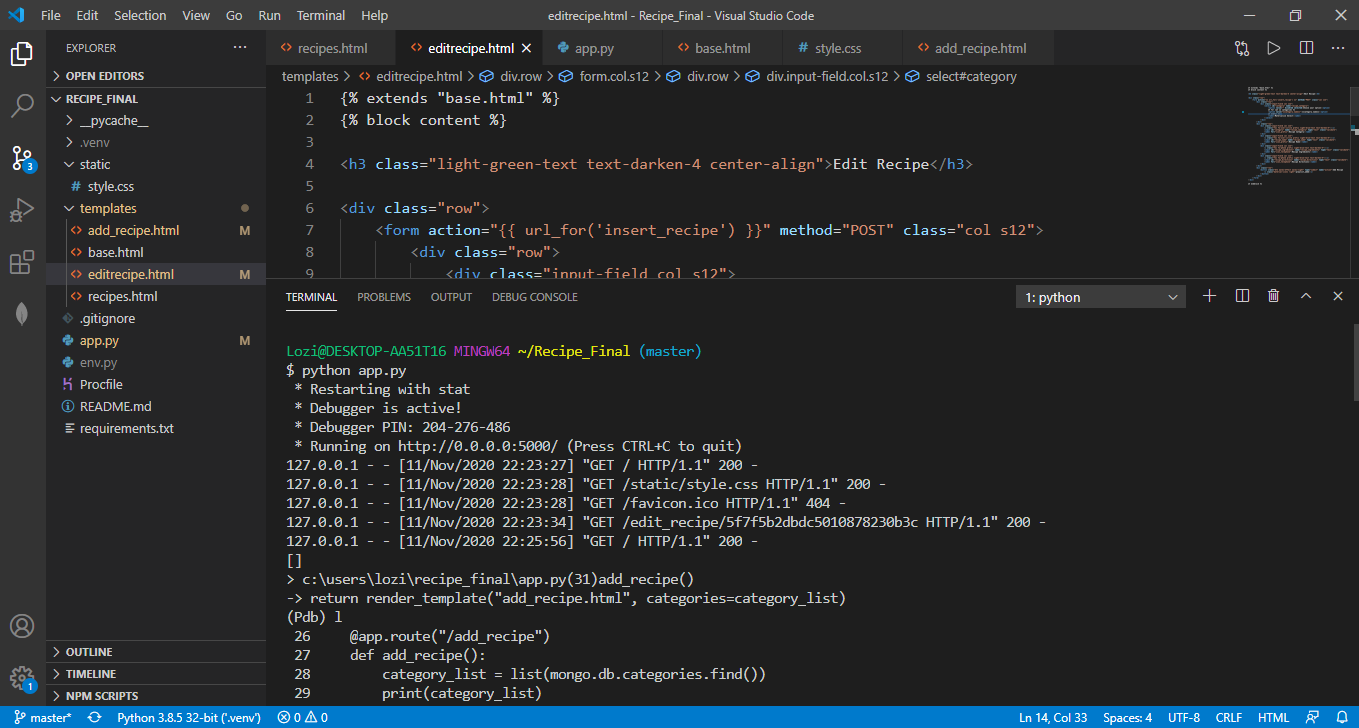 File Edit Selection View Go Run Terminal Help editrecipe.html - Recipe_Final - Visual Studio Code
EXPLORER ...
OPEN EDITORS
RECIPE_FINAL
__pycache__
.venv
static
# style.css
templates
<> add_recipe.html M
<> base.html
<> editrecipe.html M
<> recipes.html
.gitignore
app.py M
env.py
Procfile
README.md
requirements.txt
OUTLINE
TIMELINE
NPM SCRIPTS
3
1
<> recipes.html <> editrecipe.html × app.py <> base.html # style.css <> add_recipe.html
templates > <> editrecipe.html > div.row > form.col.s12 > div.row > div.input-field.col.s12 > select#category
1 {% extends "base.html" %}
2 {% block content %}
3
4 <h3 class="light-green-text text-darken-4 center-align">Edit Recipe</h3>
5
6 <div class="row">
7 <form action="{{ url_for('insert_recipe') }}" method="POST" class="col s12">
8 <div class="row">
9 <div class="input-field col s12">
TERMINAL PROBLEMS OUTPUT DEBUG CONSOLE 1: python
Lozi@DESKTOP-AA51T16 MINGW64 ~/Recipe_Final (master)
$ python app.py
* Restarting with stat
* Debugger is active!
* Debugger PIN: 204-276-486
* Running on http://0.0.0.0:5000/ (Press CTRL+C to quit)
127.0.0.1 - - [11/Nov/2020 22:23:27] "GET / HTTP/1.1" 200 -
127.0.0.1 - - [11/Nov/2020 22:23:28] "GET /static/style.css HTTP/1.1" 200 -
127.0.0.1 - - [11/Nov/2020 22:23:28] "GET /favicon.ico HTTP/1.1" 404 -
127.0.0.1 - - [11/Nov/2020 22:23:34] "GET /edit_recipe/5f7f5b2dbdc5010878230b3c HTTP/1.1" 200 -
127.0.0.1 - - [11/Nov/2020 22:25:56] "GET / HTTP/1.1" 200 -
[]
> c:\users\lozi\recipe_final\app.py(31)add_recipe()
-> return render_template("add_recipe.html", categories=category_list)
(Pdb) l
26 @app.route("/add_recipe")
27 def add_recipe():
28 category_list = list(mongo.db.categories.find())
29 print(category_list)
master* Python 3.8.5 32-bit ('.venv') 0 0 Ln 14, Col 33 Spaces: 4 UTF-8 CRLF HTML